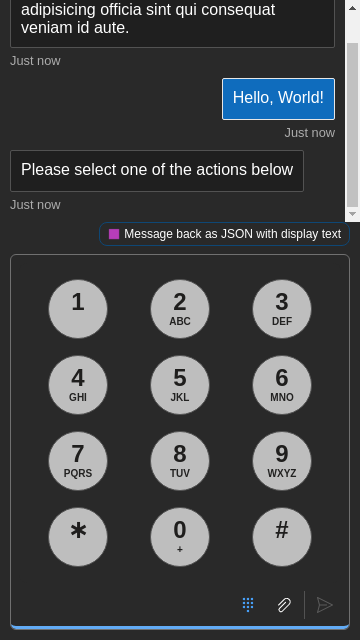 adipisicing officia sint qui consequat
veniam id aute.
Just now
Hello, World!
Just now
Please select one of the actions below
Just now
Message back as JSON with display text
1
2
ABC
3
DEF
4
GHI
5
JKL
6
MNO
7
PQRS
8
TUV
9
WXYZ
*
0
+
#